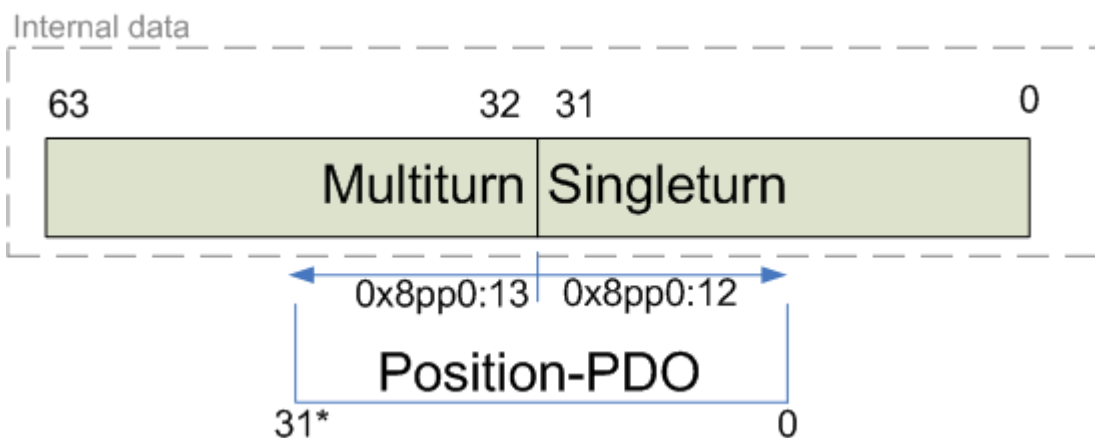 Internal data
63 32 31 0
Multiturn Singleturn
0x8pp0:13 0x8pp0:12
Position-PDO
31* 0